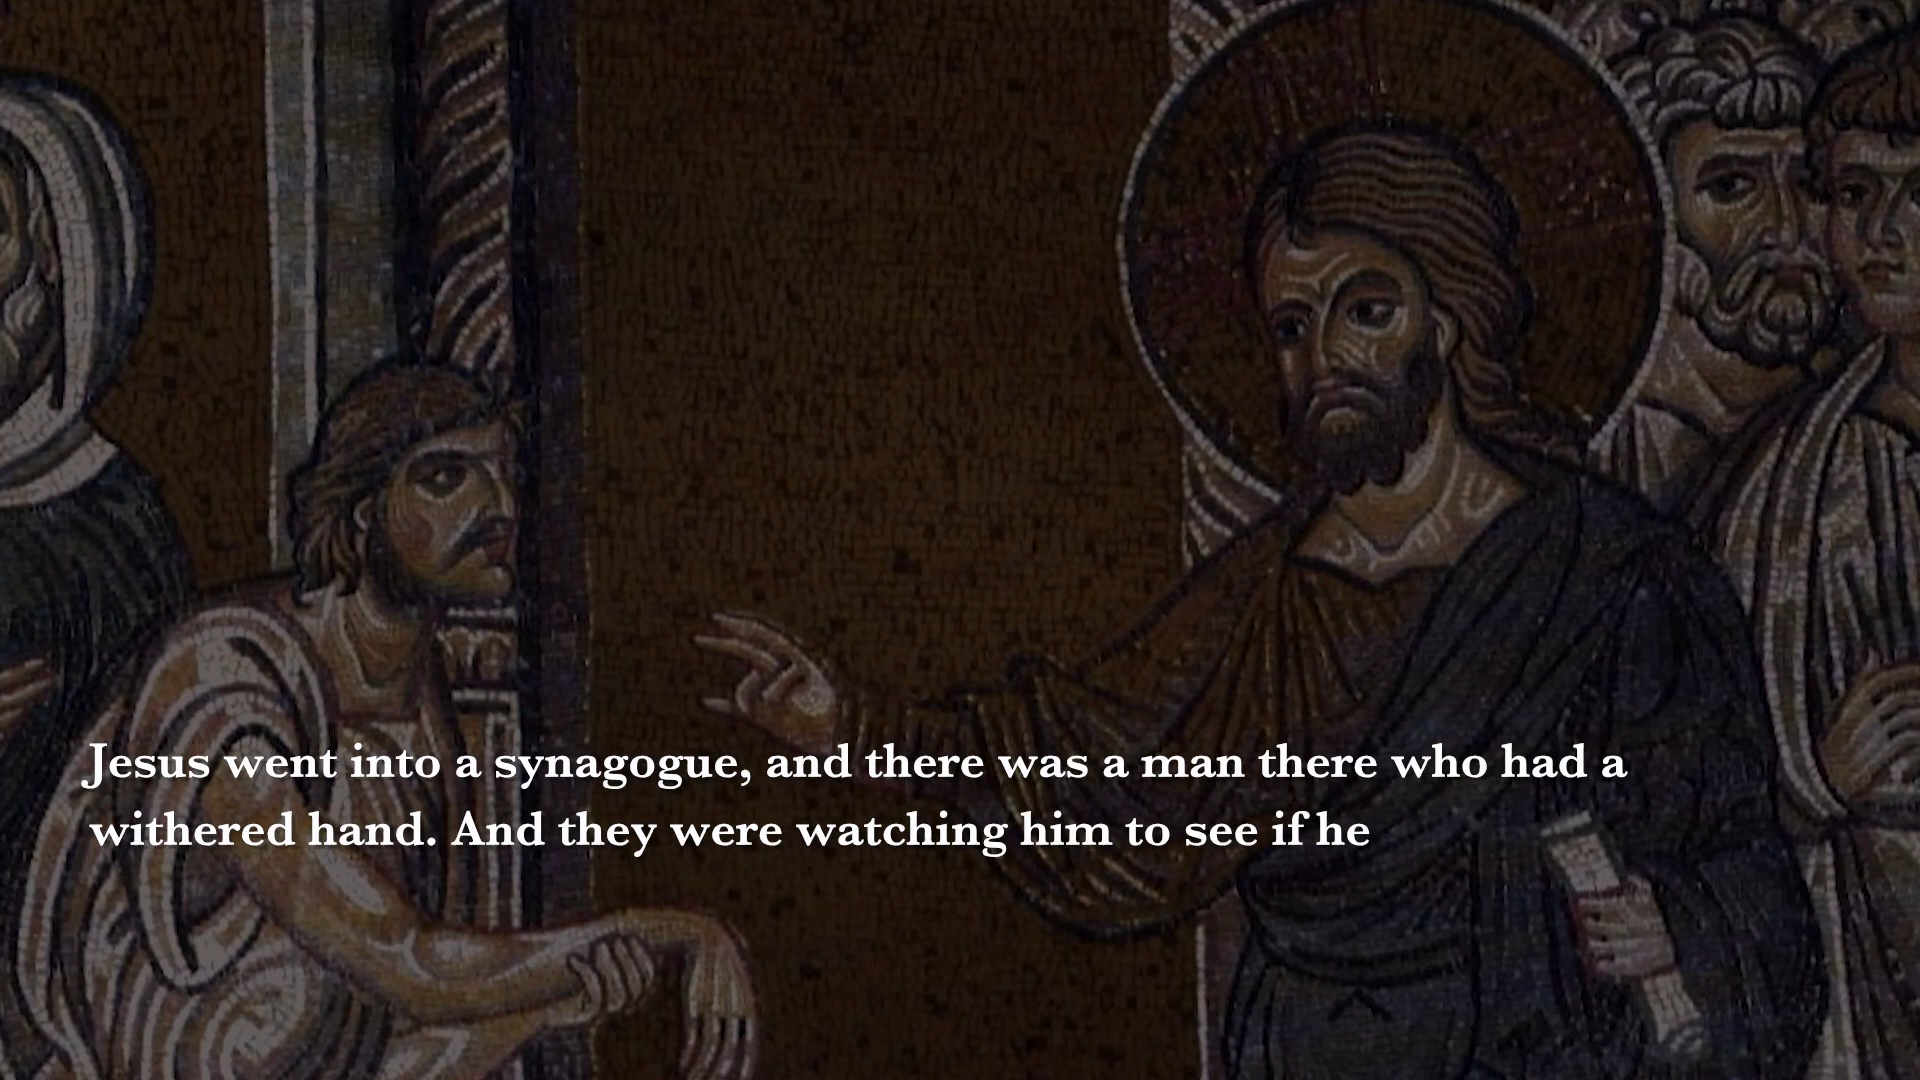 Jesus went into a synagogue, and there was a man there who had a
withered hand. And they were watching him to see if he